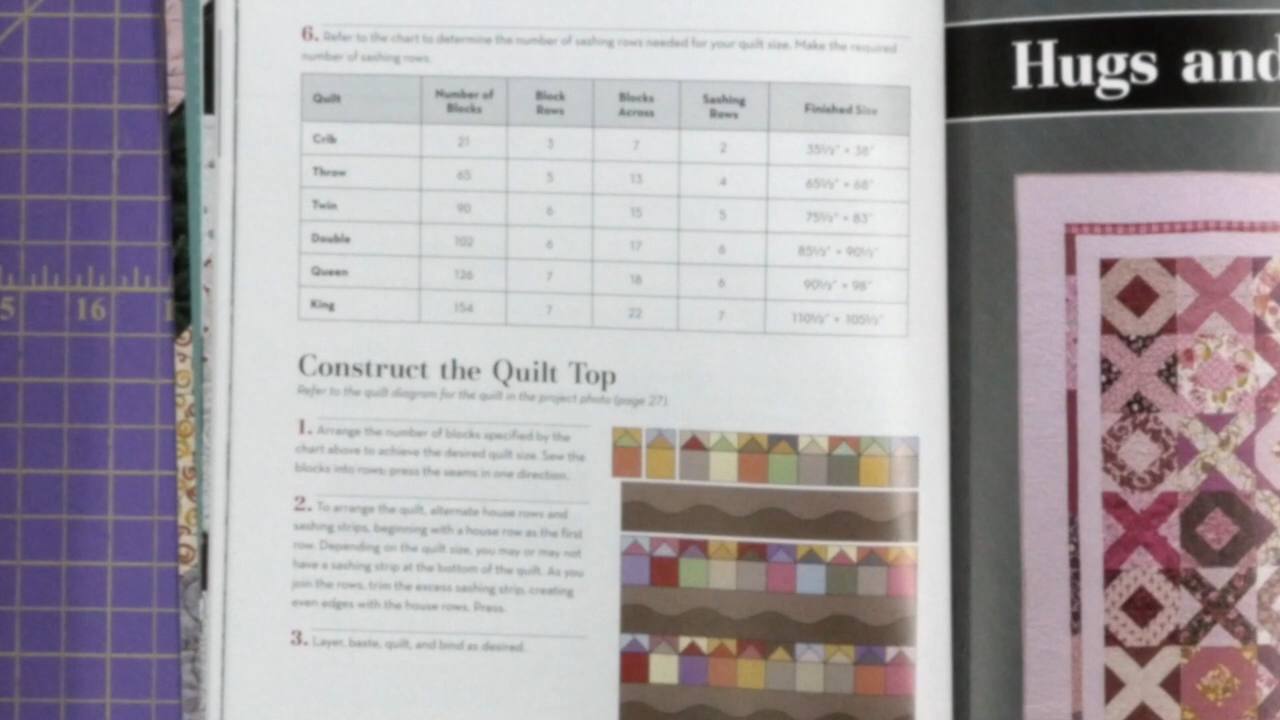 6. Refer to the chart to determine the number of sashing rows needed for your quilt size. Make the required
number of sashing rows.
Quilt Number of Blocks Block Rows Blocks Across Sashing Rows Finished Size
Crib 21 3 7 2 35½" × 38"
Throw 65 5 13 4 65½" × 68"
Twin 90 6 15 5 75½" × 83"
Double 102 6 17 6 85½" × 90½"
Queen 126 7 18 6 90½" × 98"
King 154 7 22 7 110½" × 105½"
Construct the Quilt Top
Refer to the quilt diagram for the quilt in the project photo (page 27).
1. Arrange the number of blocks specified by the
chart above to achieve the desired quilt size. Sew the
blocks into rows; press the seams in one direction.
2. To arrange the quilt, alternate house rows and
sashing strips, beginning with a house row as the first
row. Depending on the quilt size, you may or may not
have a sashing strip at the bottom of the quilt. As you
join the rows, trim the excess sashing strip, creating
even edges with the house rows. Press.
3. Layer, baste, quilt, and bind as desired.
Hugs and
5 16 1